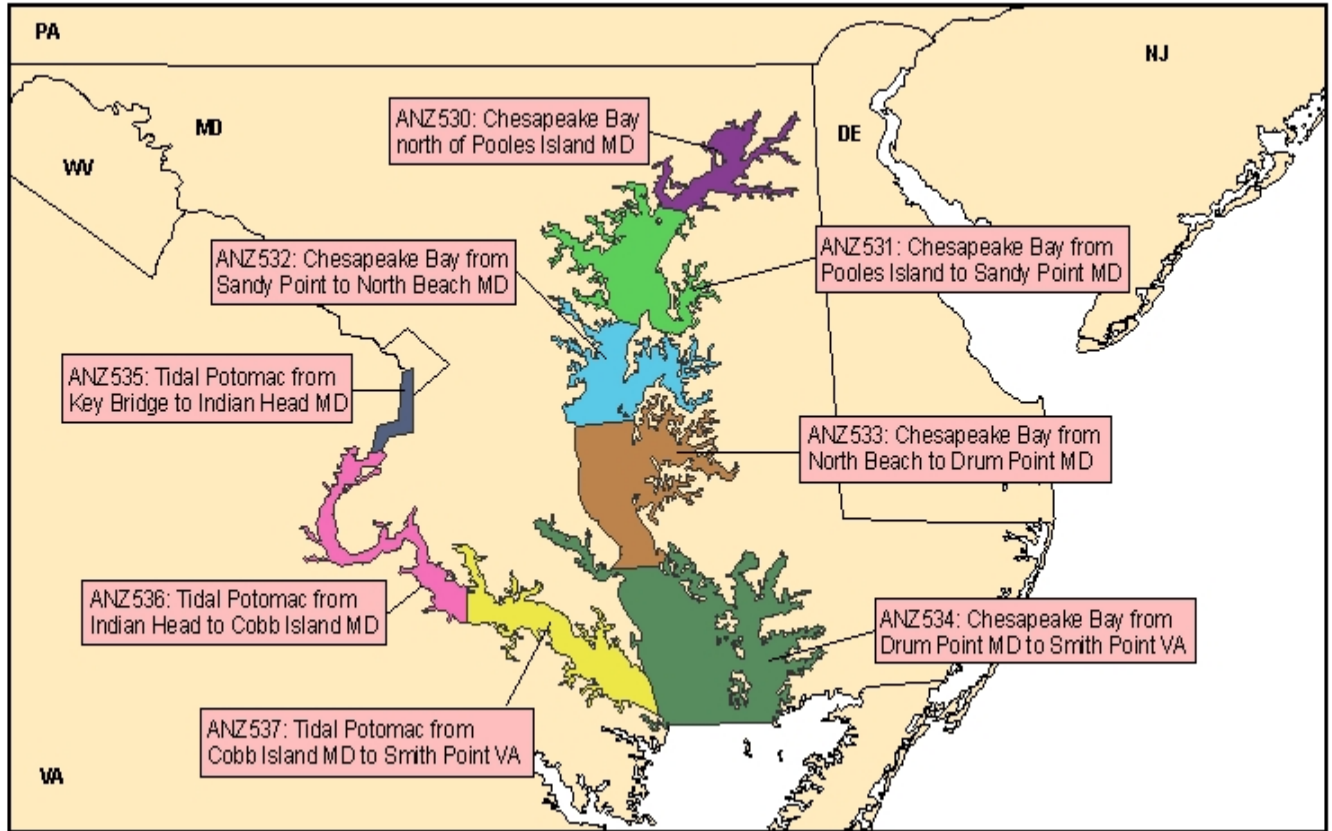 PA
NJ
ANZ530: Chesapeake Bay
north of Pooles Island MD
MD
DE
WV
ANZ532: Chesapeake Bay from
Sandy Point to North Beach MD
ANZ531: Chesapeake Bay from
Pooles Island to Sandy Point MD
ANZ535: Tidal Potomac from
Key Bridge to Indian Head MD
ANZ533: Chesapeake Bay from
North Beach to Drum Point MD
ANZ536: Tidal Potomac from
Indian Head to Cobb Island MD
ANZ534: Chesapeake Bay from
Drum Point MD to Smith Point VA
ANZ537: Tidal Potomac from
Cobb Island MD to Smith Point VA
VA